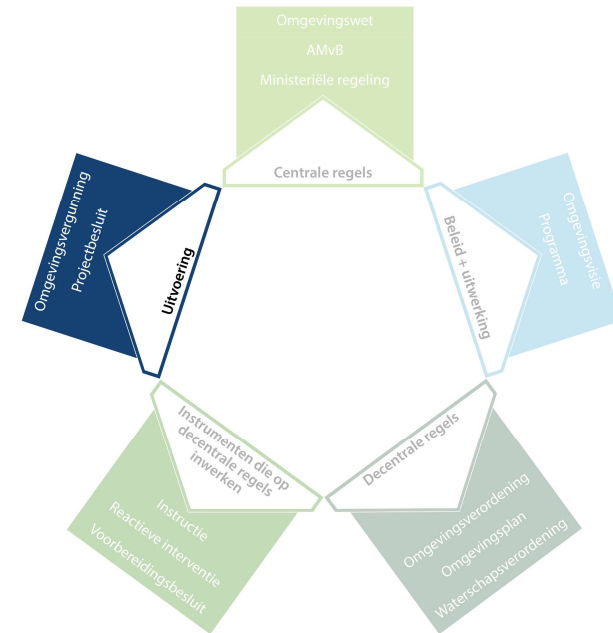 Omgevingswet
AMvB
Ministeriële regeling
Centrale regels
Omgevingsvisie
Programma
Beleid + uitwerking
Decentrale regels
Omgevingsverordening
Omgevingsplan
Waterschapsverordening
Instrumenten die op
decentrale regels
inwerken
Instructie
Reactieve interventie
Voorbereidingsbesluit
Omgevingsvergunning
Projectbesluit
Uitvoering